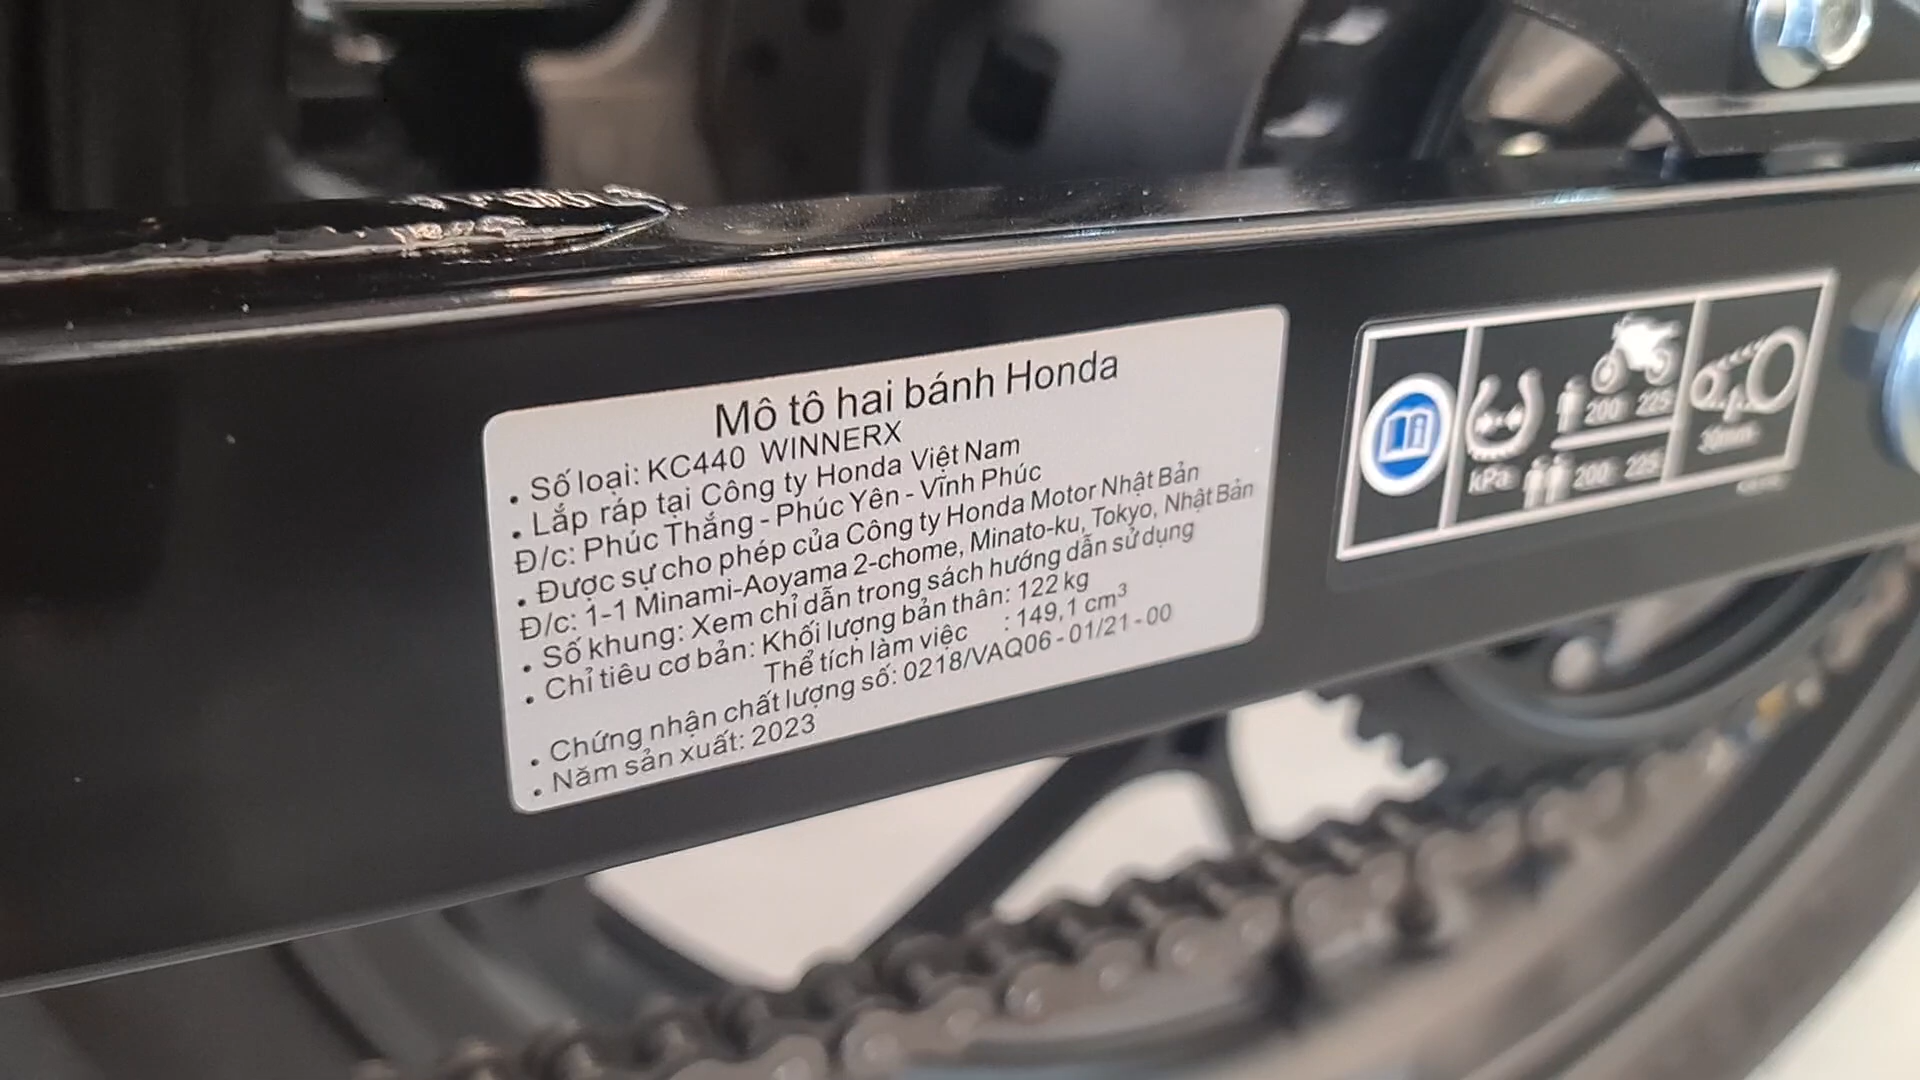 Mô tô hai bánh Honda
• Số loại: KC440 WINNERX
• Lắp ráp tại Công ty Honda Việt Nam
Đ/c: Phúc Thắng - Phúc Yên - Vĩnh Phúc
• Được sự cho phép của Công ty Honda Motor Nhật Bản
Đ/c: 1-1 Minami-Aoyama 2-chome, Minato-ku, Tokyo, Nhật Bản
• Số khung: Xem chỉ dẫn trong sách hướng dẫn sử dụng
• Chỉ tiêu cơ bản: Khối lượng bản thân: 122 kg
Thể tích làm việc : 149,1 cm³
• Chứng nhận chất lượng số: 0218/VAQ06 - 01/21 - 00
• Năm sản xuất: 2023
200 225
kPa 200 225